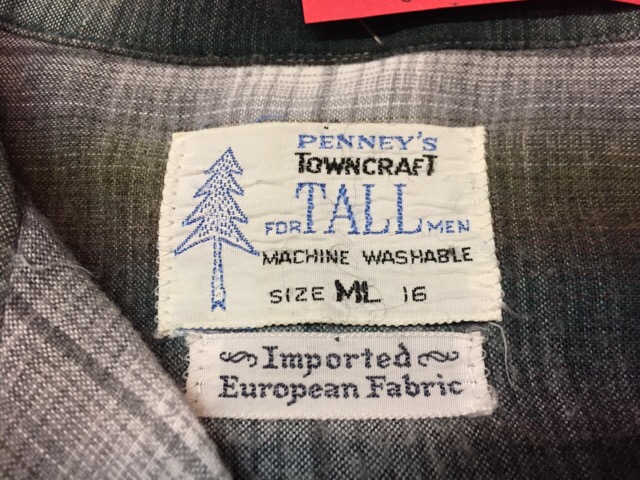 PENNEY'S
TOWNCRAFT
FOR TALL MEN
MACHINE WASHABLE
SIZE ML 16
Imported
European Fabric